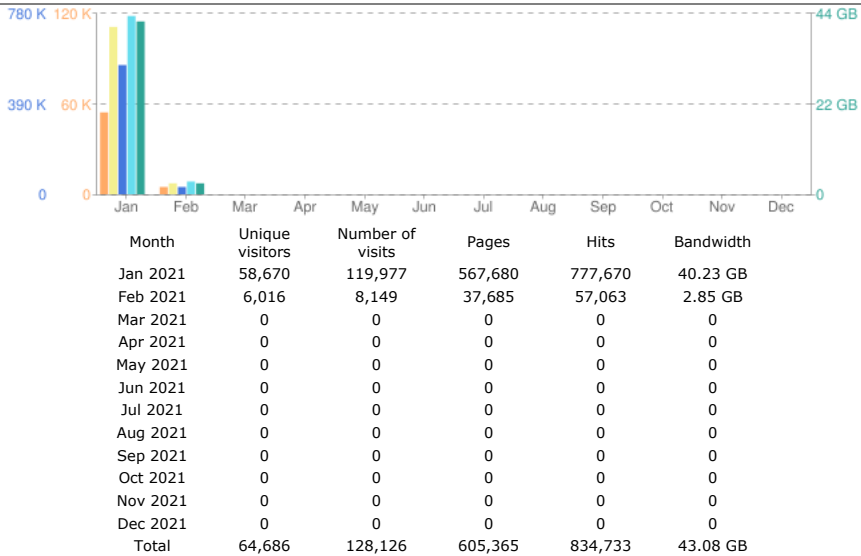 780 K 120 K 44 GB
390 K 60 K 22 GB
0 0 0
Jan Feb Mar Apr May Jun Jul Aug Sep Oct Nov Dec
Month Unique visitors Number of visits Pages Hits Bandwidth
Jan 2021 58,670 119,977 567,680 777,670 40.23 GB
Feb 2021 6,016 8,149 37,685 57,063 2.85 GB
Mar 2021 0 0 0 0 0
Apr 2021 0 0 0 0 0
May 2021 0 0 0 0 0
Jun 2021 0 0 0 0 0
Jul 2021 0 0 0 0 0
Aug 2021 0 0 0 0 0
Sep 2021 0 0 0 0 0
Oct 2021 0 0 0 0 0
Nov 2021 0 0 0 0 0
Dec 2021 0 0 0 0 0
Total 64,686 128,126 605,365 834,733 43.08 GB